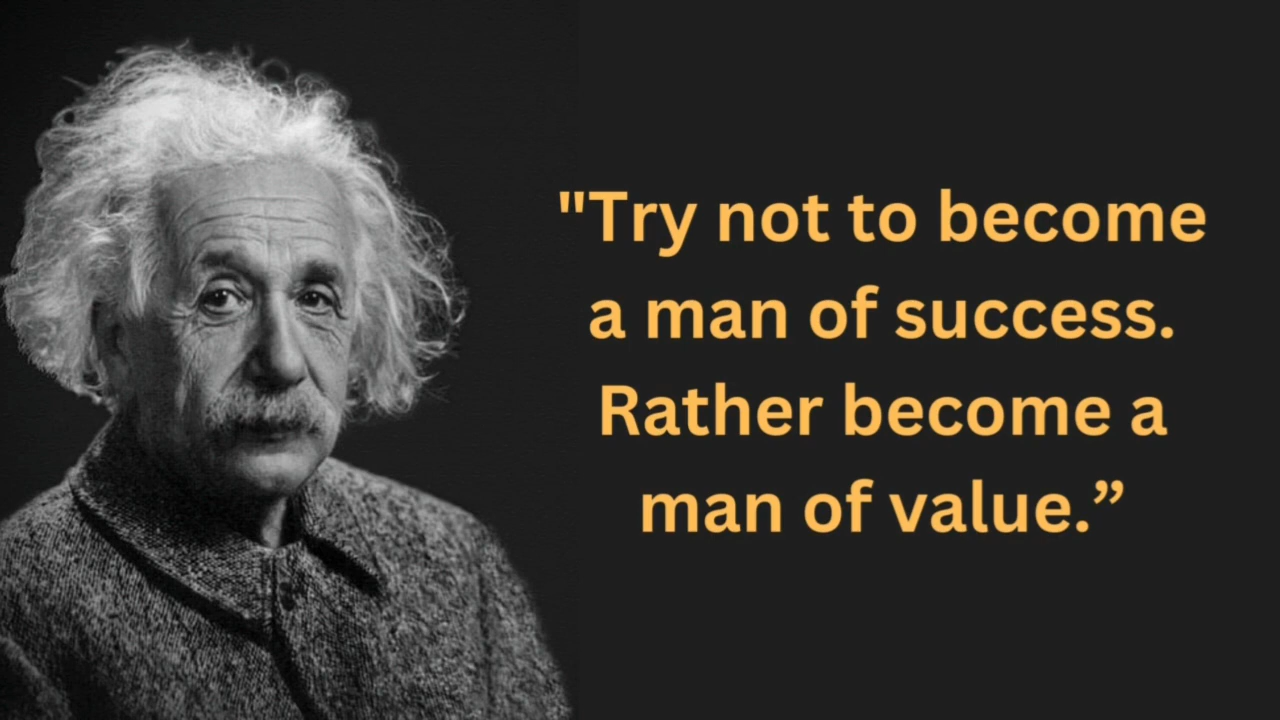 "Try not to become
a man of success.
Rather become a
man of value.”